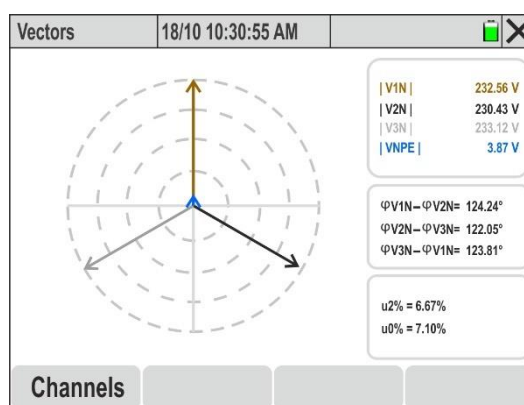 Vectors 18/10 10:30:55 AM
|V1N| 232.56 V
|V2N| 230.43 V
|V3N| 233.12 V
|VNPE| 3.87 V
φV1N–φV2N= 124.24°
φV2N–φV3N= 122.05°
φV3N–φV1N= 123.81°
u2% = 6.67%
u0% = 7.10%
Channels